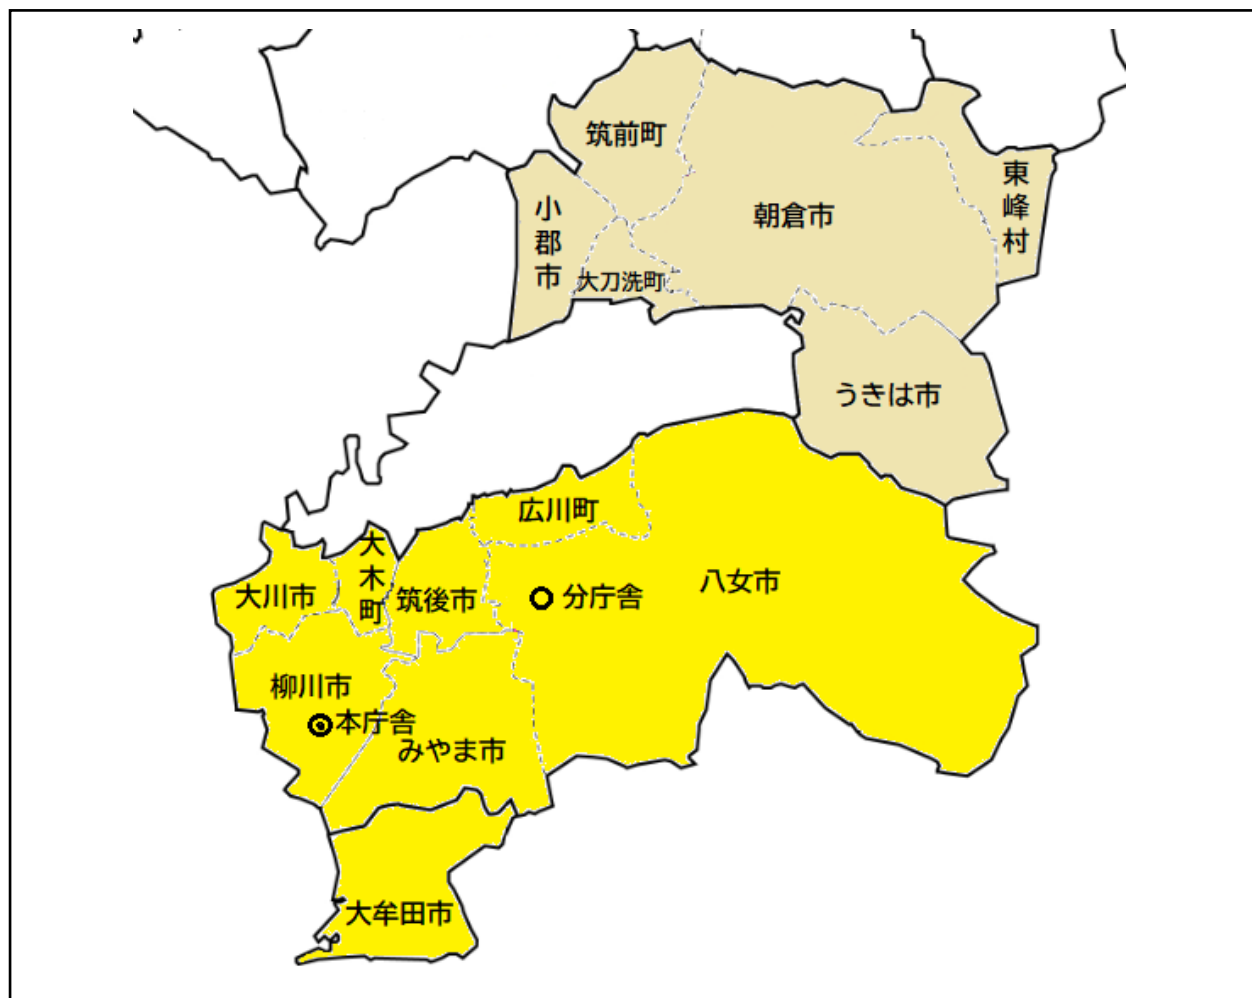 筑前町
東峰村
小郡市
朝倉市
大刀洗町
うきは市
広川町
大木町
八女市
大川市
筑後市
分庁舎
柳川市
本庁舎
みやま市
大牟田市